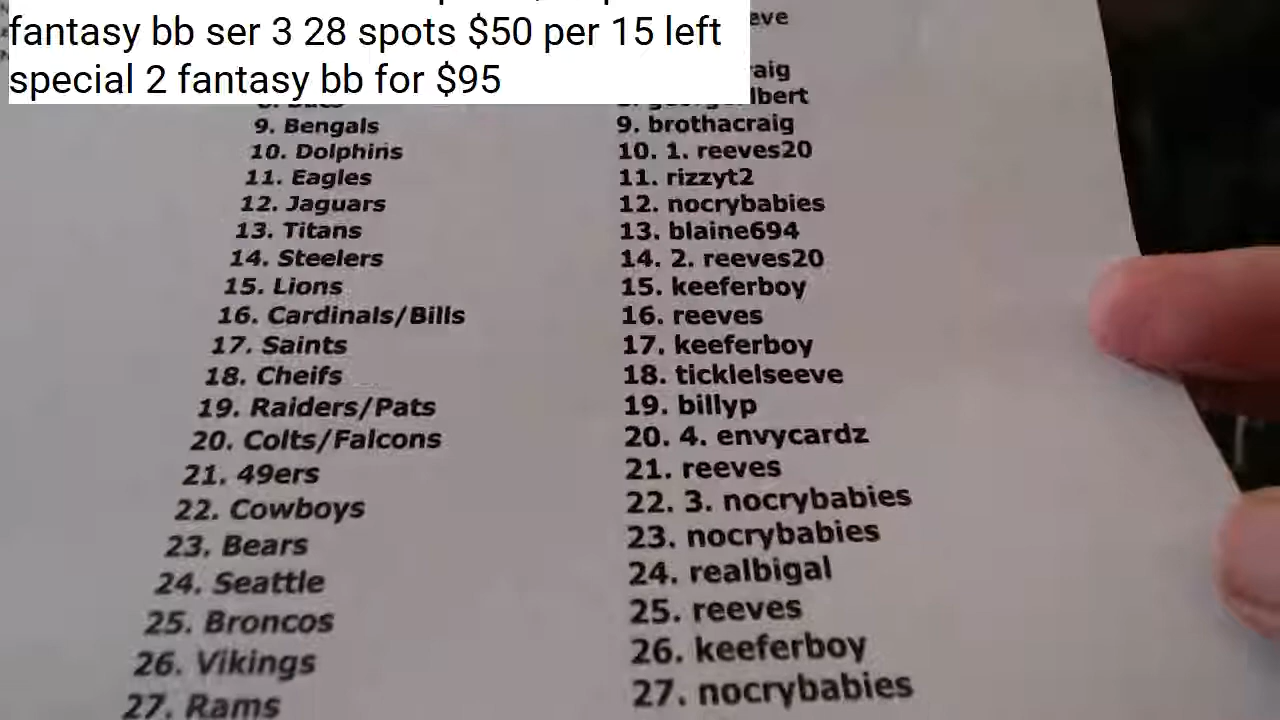 fantasy bb ser 3 28 spots $50 per 15 left
special 2 fantasy bb for $95
eve
aig
lbert
9. Bengals 9. brothacraig
10. Dolphins 10. 1. reeves20
11. Eagles 11. rizzyt2
12. Jaguars 12. nocrybabies
13. Titans 13. blaine694
14. Steelers 14. 2. reeves20
15. Lions 15. keeferboy
16. Cardinals/Bills 16. reeves
17. Saints 17. keeferboy
18. Cheifs 18. ticklelseeve
19. Raiders/Pats 19. billyp
20. Colts/Falcons 20. 4. envycardz
21. 49ers 21. reeves
22. Cowboys 22. 3. nocrybabies
23. Bears 23. nocrybabies
24. Seattle 24. realbigal
25. Broncos 25. reeves
26. Vikings 26. keeferboy
27. Rams 27. nocrybabies